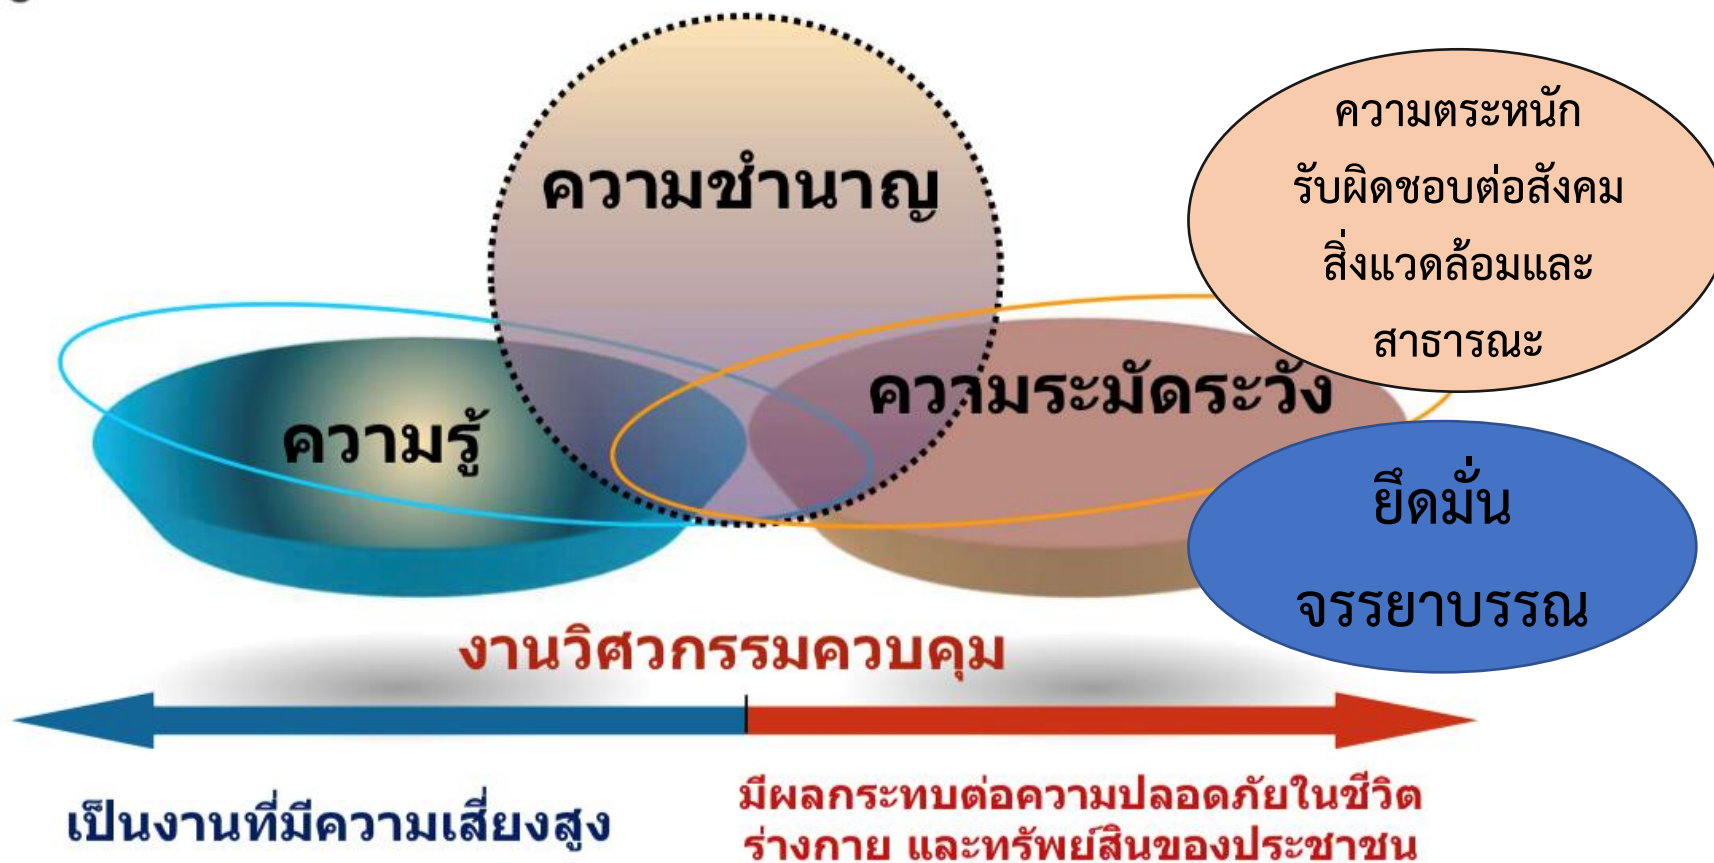 ความชำนาญ
ความตระหนัก
รับผิดชอบต่อสังคม
สิ่งแวดล้อมและ
สาธารณะ
ความรู้
ความระมัดระวัง
ยึดมั่น
จรรยาบรรณ
งานวิศวกรรมควบคุม
เป็นงานที่มีความเสี่ยงสูง
มีผลกระทบต่อความปลอดภัยในชีวิต
ร่างกาย และทรัพย์สินของประชาชน